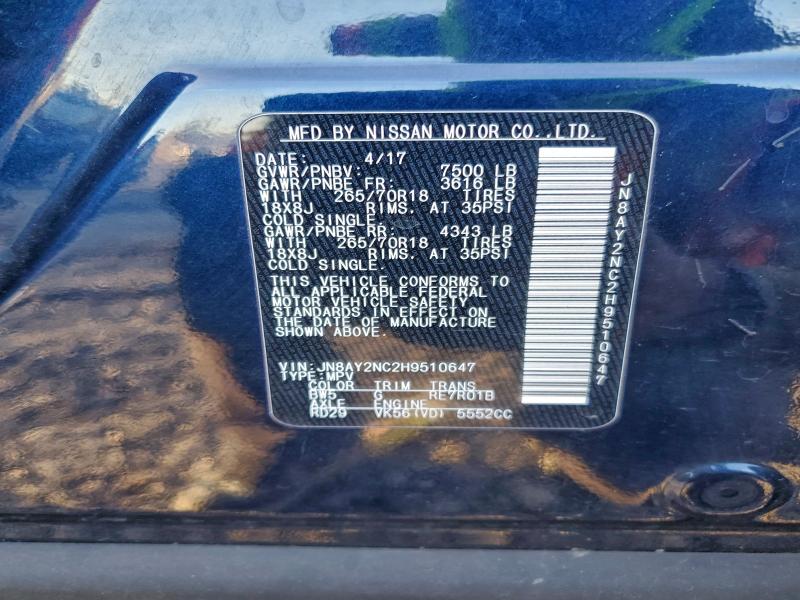 MFD BY NISSAN MOTOR CO.,LTD.
DATE: 4/17
GVWR/PNBV: 7500 LB
GAWR/PNBE FR: 3616 LB
WITH 265/70R18 TIRES
18X8J RIMS. AT 35PSI
COLD SINGLE.
GAWR/PNBE RR: 4343 LB
WITH 265/70R18 TIRES
18X8J RIMS. AT 35PSI
COLD SINGLE.
THIS VEHICLE CONFORMS TO
ALL APPLICABLE FEDERAL
MOTOR VEHICLE SAFETY
STANDARDS IN EFFECT ON
THE DATE OF MANUFACTURE
SHOWN ABOVE.
VIN:JN8AY2NC2H9510647
TYPE:MPV
COLOR TRIM TRANS
BW5 G RE7R01B
AXLE ENGINE
RD29 VK56(VD) 5552CC
JN8AY2NC2H9510647